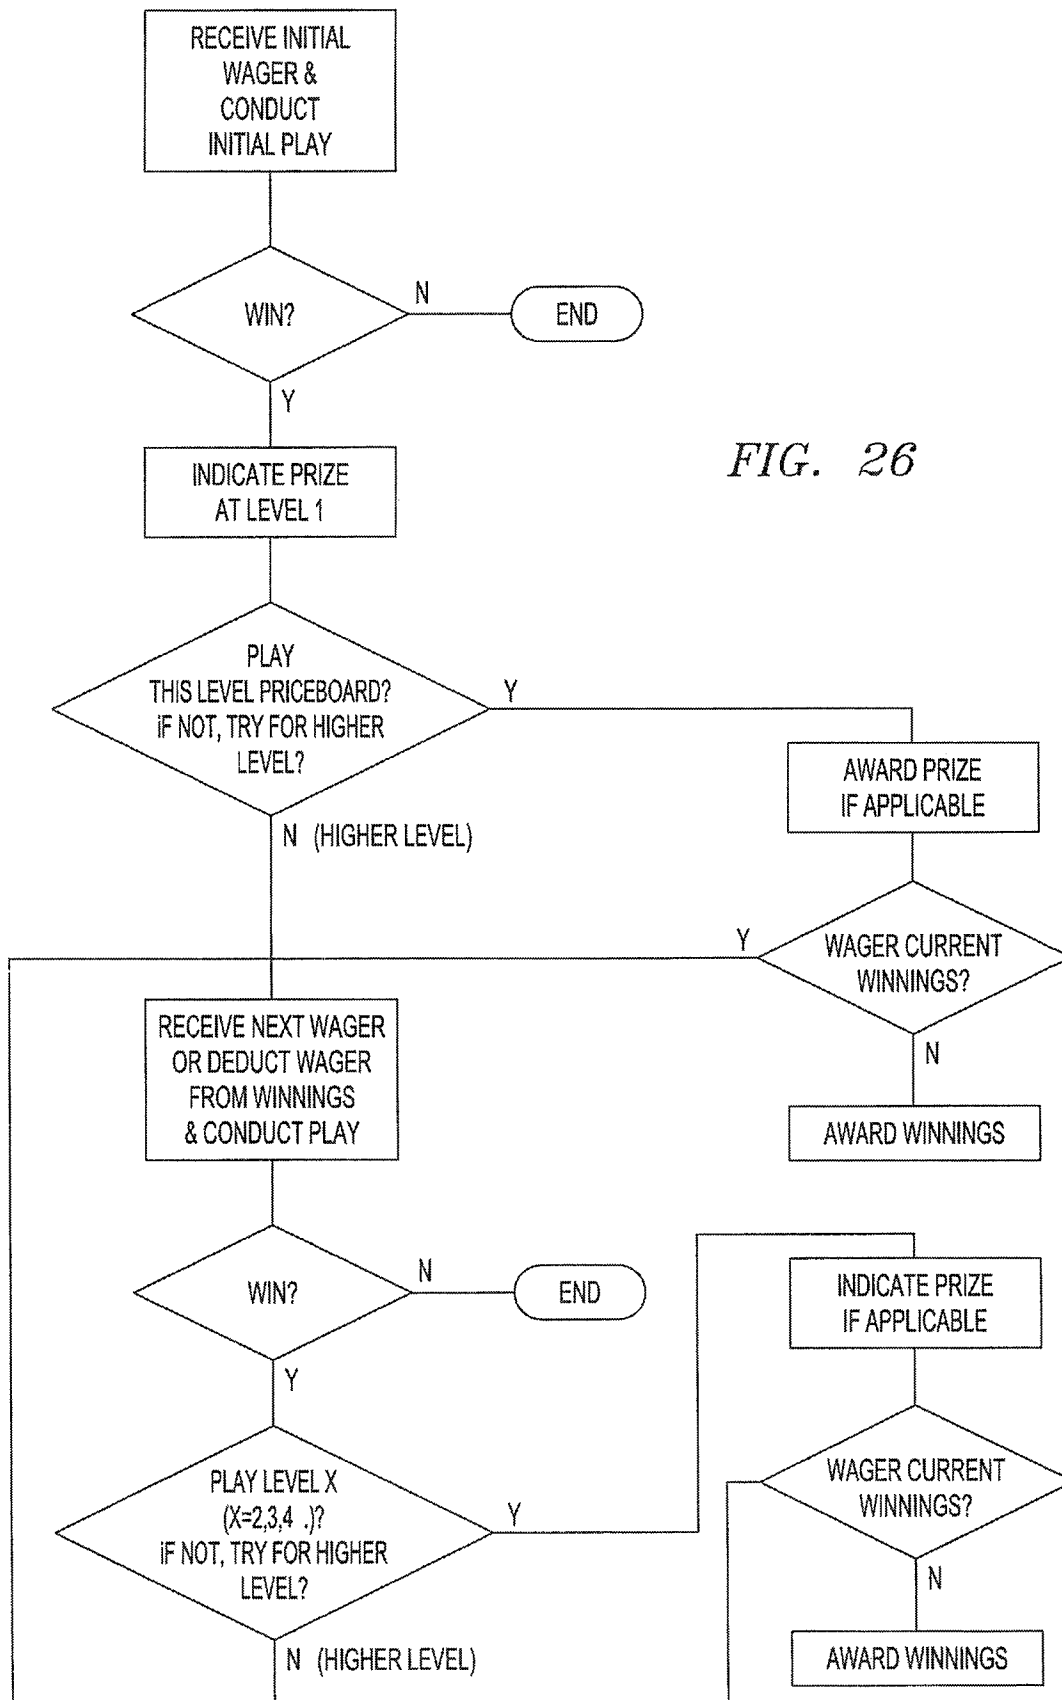 RECEIVE INITIAL
WAGER &
CONDUCT
INITIAL PLAY
WIN?
N
END
Y
INDICATE PRIZE
AT LEVEL 1
FIG. 26
PLAY
THIS LEVEL PRICEBOARD?
IF NOT, TRY FOR HIGHER
LEVEL?
Y
N (HIGHER LEVEL)
AWARD PRIZE
IF APPLICABLE
WAGER CURRENT
WINNINGS?
Y
N
AWARD WINNINGS
RECEIVE NEXT WAGER
OR DEDUCT WAGER
FROM WINNINGS
& CONDUCT PLAY
WIN?
N
END
Y
PLAY LEVEL X
(X=2,3,4 .)?
IF NOT, TRY FOR HIGHER
LEVEL?
Y
N (HIGHER LEVEL)
INDICATE PRIZE
IF APPLICABLE
WAGER CURRENT
WINNINGS?
N
AWARD WINNINGS